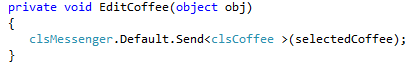 private void EditCoffee(object obj)
{
clsMessenger.Default.Send<clsCoffee >(selectedCoffee);
}